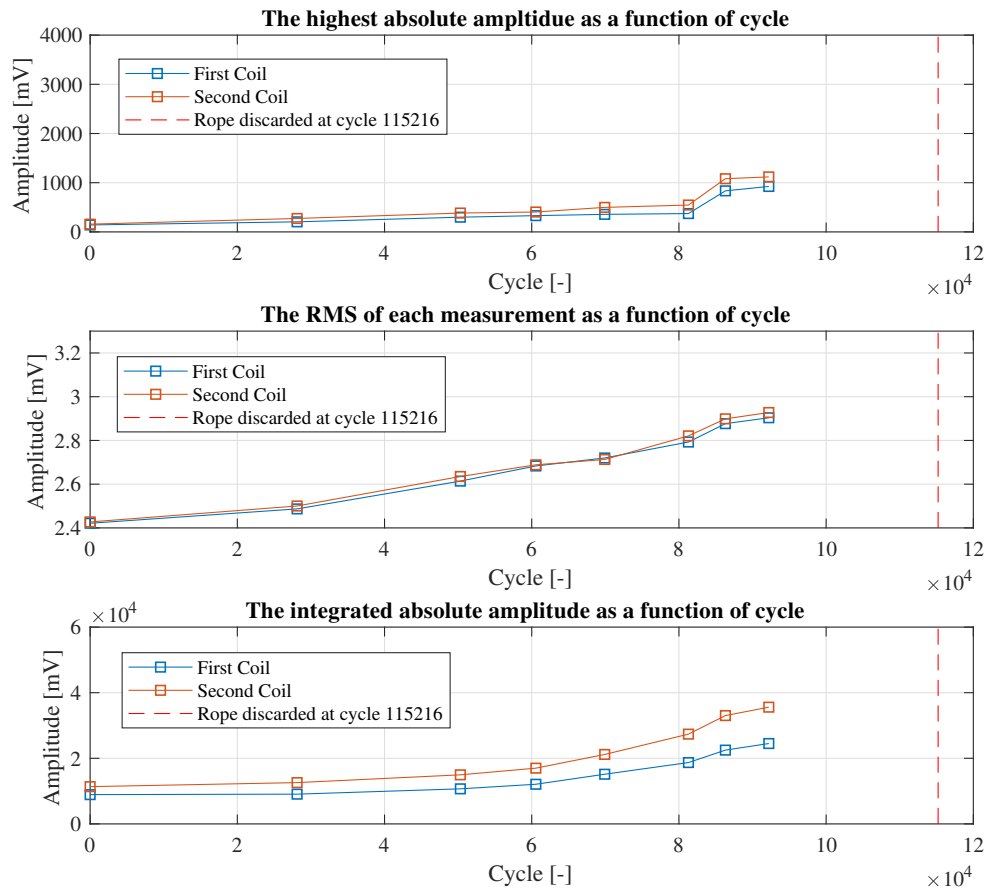 The highest absolute ampltidue as a function of cycle
4000
3000
2000
1000
0
Amplitude [mV]
First Coil
Second Coil
Rope discarded at cycle 115216
0 2 4 6 8 10 12
Cycle [-]
×10^4
The RMS of each measurement as a function of cycle
3.2
3
2.8
2.6
2.4
Amplitude [mV]
First Coil
Second Coil
Rope discarded at cycle 115216
0 2 4 6 8 10 12
Cycle [-]
×10^4
The integrated absolute amplitude as a function of cycle
×10^4
6
4
2
0
Amplitude [mV]
First Coil
Second Coil
Rope discarded at cycle 115216
0 2 4 6 8 10 12
Cycle [-]
×10^4